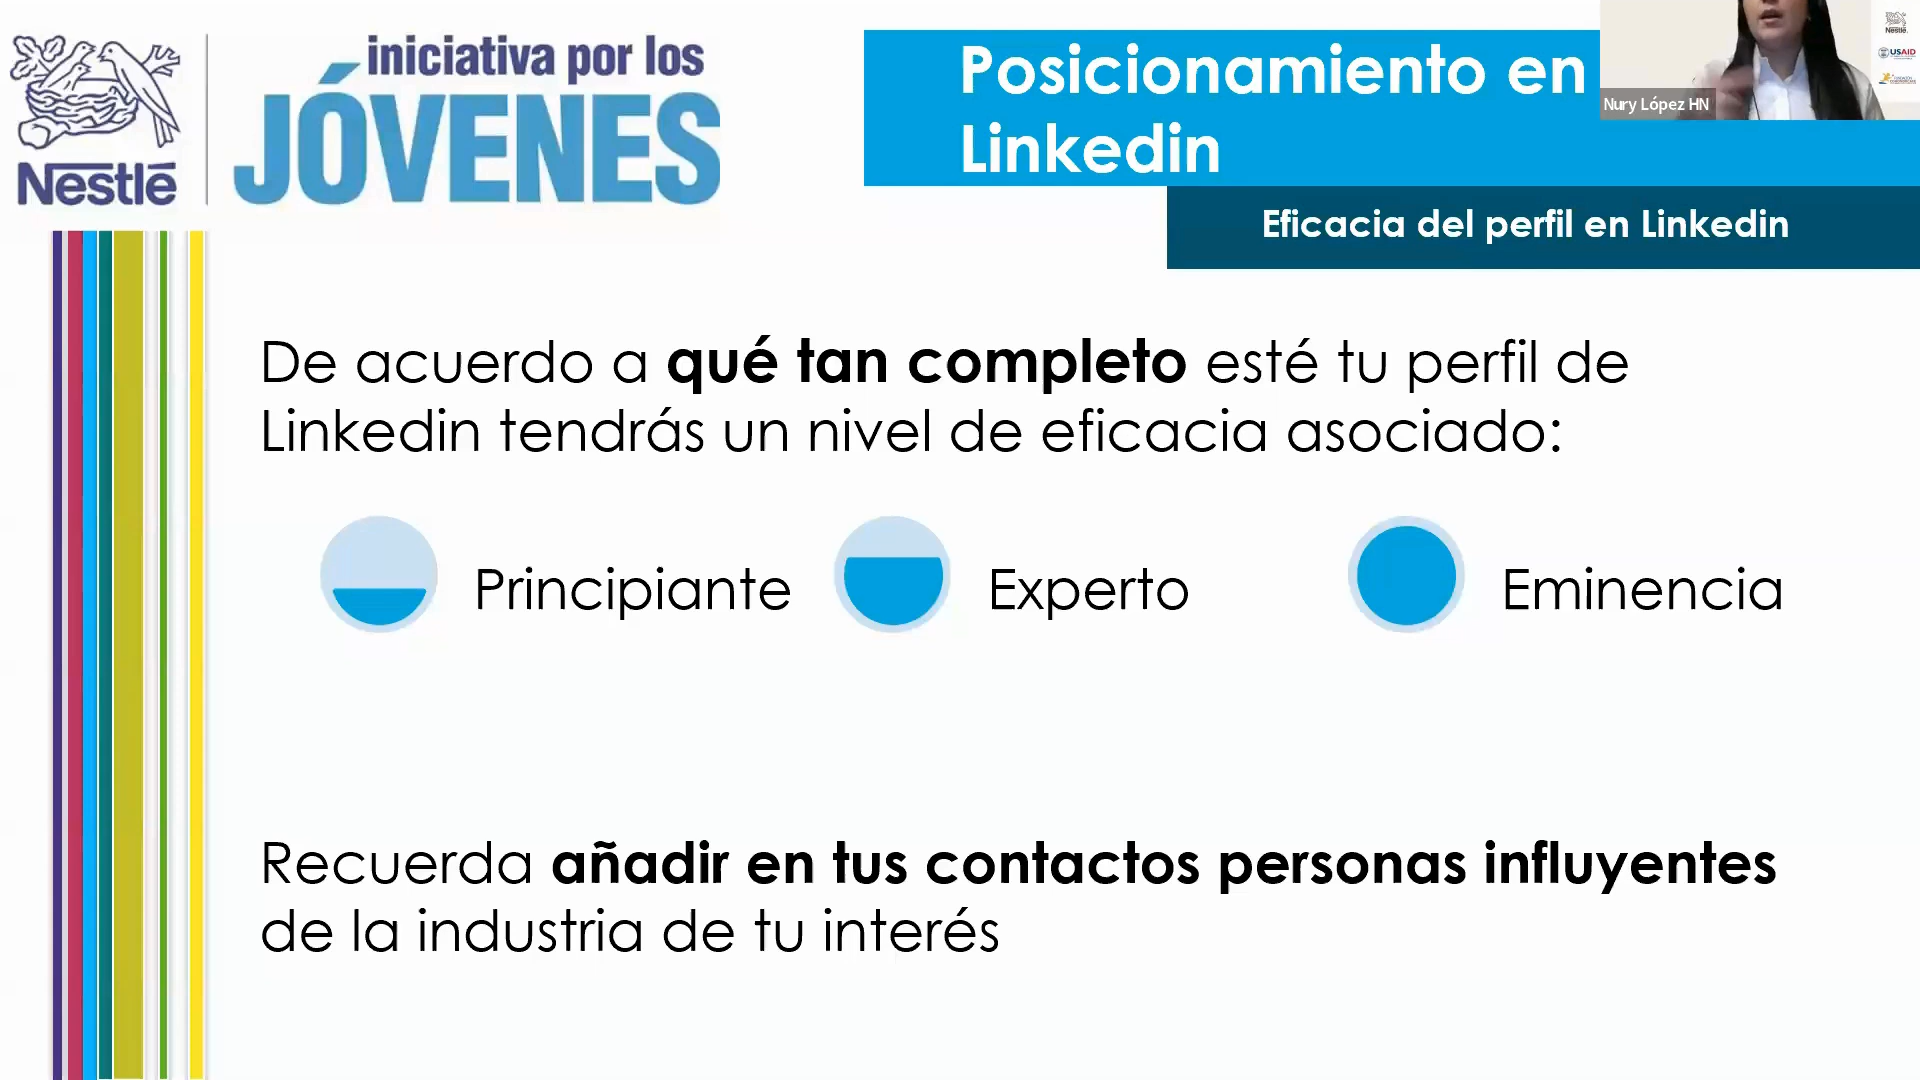 Nestlé
iniciativa por los
JÓVENES
Posicionamiento en
Linkedin
Nury López HN
Nestlé
USAID
Eficacia del perfil en Linkedin
De acuerdo a qué tan completo esté tu perfil de
Linkedin tendrás un nivel de eficacia asociado:
Principiante
Experto
Eminencia
Recuerda añadir en tus contactos personas influyentes
de la industria de tu interés